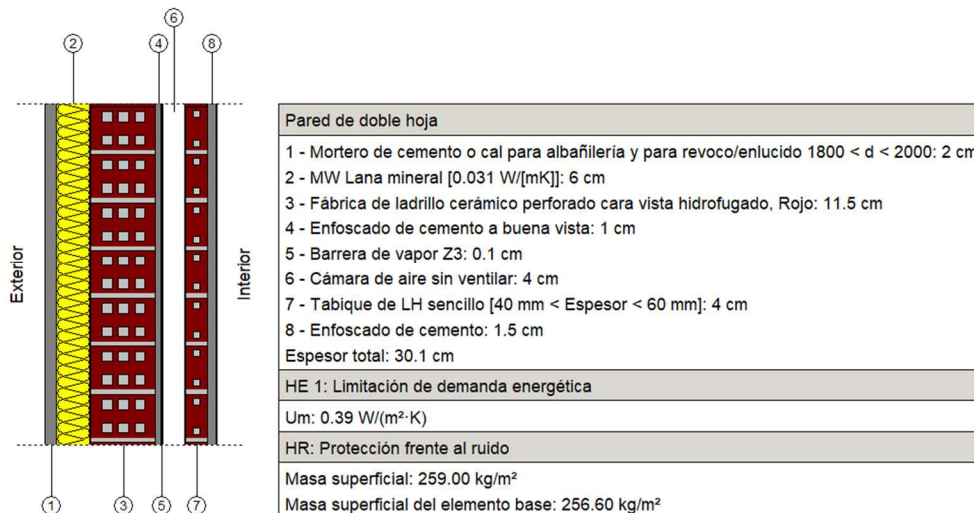 6
2
4
8
Exterior
Interior
1
3
5
7
Pared de doble hoja
1 - Mortero de cemento o cal para albañilería y para revoco/enlucido 1800 < d < 2000: 2 cm
2 - MW Lana mineral [0.031 W/[mK]]: 6 cm
3 - Fábrica de ladrillo cerámico perforado cara vista hidrofugado, Rojo: 11.5 cm
4 - Enfoscado de cemento a buena vista: 1 cm
5 - Barrera de vapor Z3: 0.1 cm
6 - Cámara de aire sin ventilar: 4 cm
7 - Tabique de LH sencillo [40 mm < Espesor < 60 mm]: 4 cm
8 - Enfoscado de cemento: 1.5 cm
Espesor total: 30.1 cm
HE 1: Limitación de demanda energética
Um: 0.39 W/(m²·K)
HR: Protección frente al ruido
Masa superficial: 259.00 kg/m²
Masa superficial del elemento base: 256.60 kg/m²